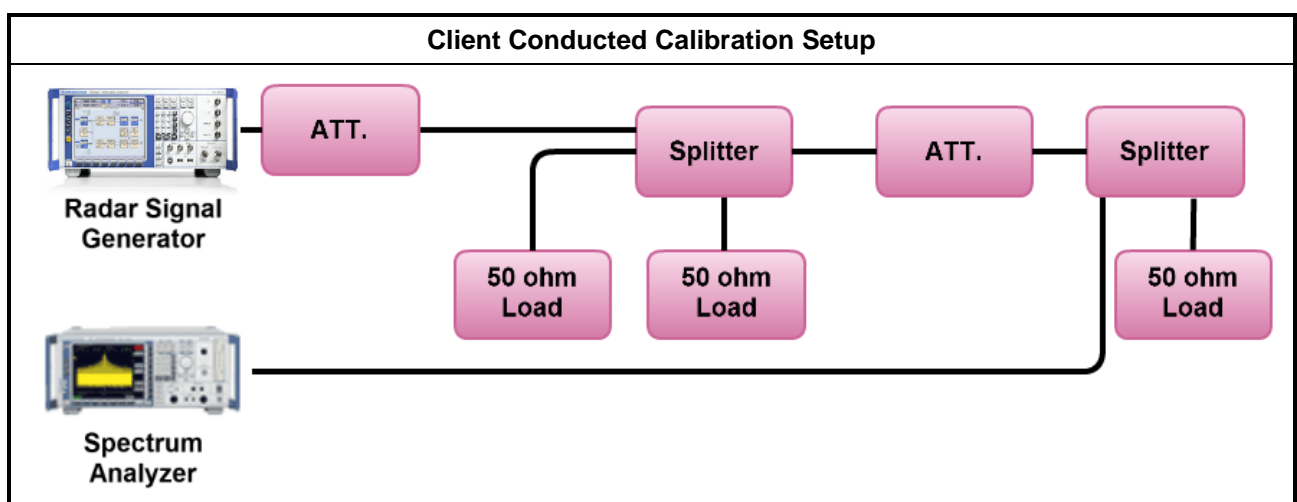 Client Conducted Calibration Setup
ATT.
Splitter
ATT.
Splitter
Radar Signal
Generator
50 ohm
Load
50 ohm
Load
50 ohm
Load
Spectrum
Analyzer